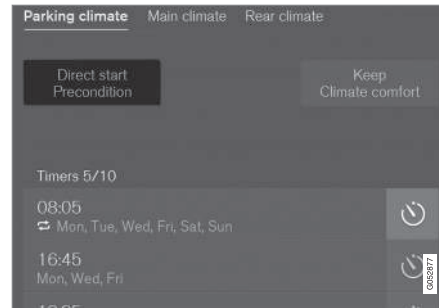 Parking climate Main climate Rear climate
Direct start
Precondition
Keep
Climate comfort
Timers 5/10
08:05
Mon, Tue, Wed, Fri, Sat, Sun
16:45
Mon, Wed, Fri
G052877